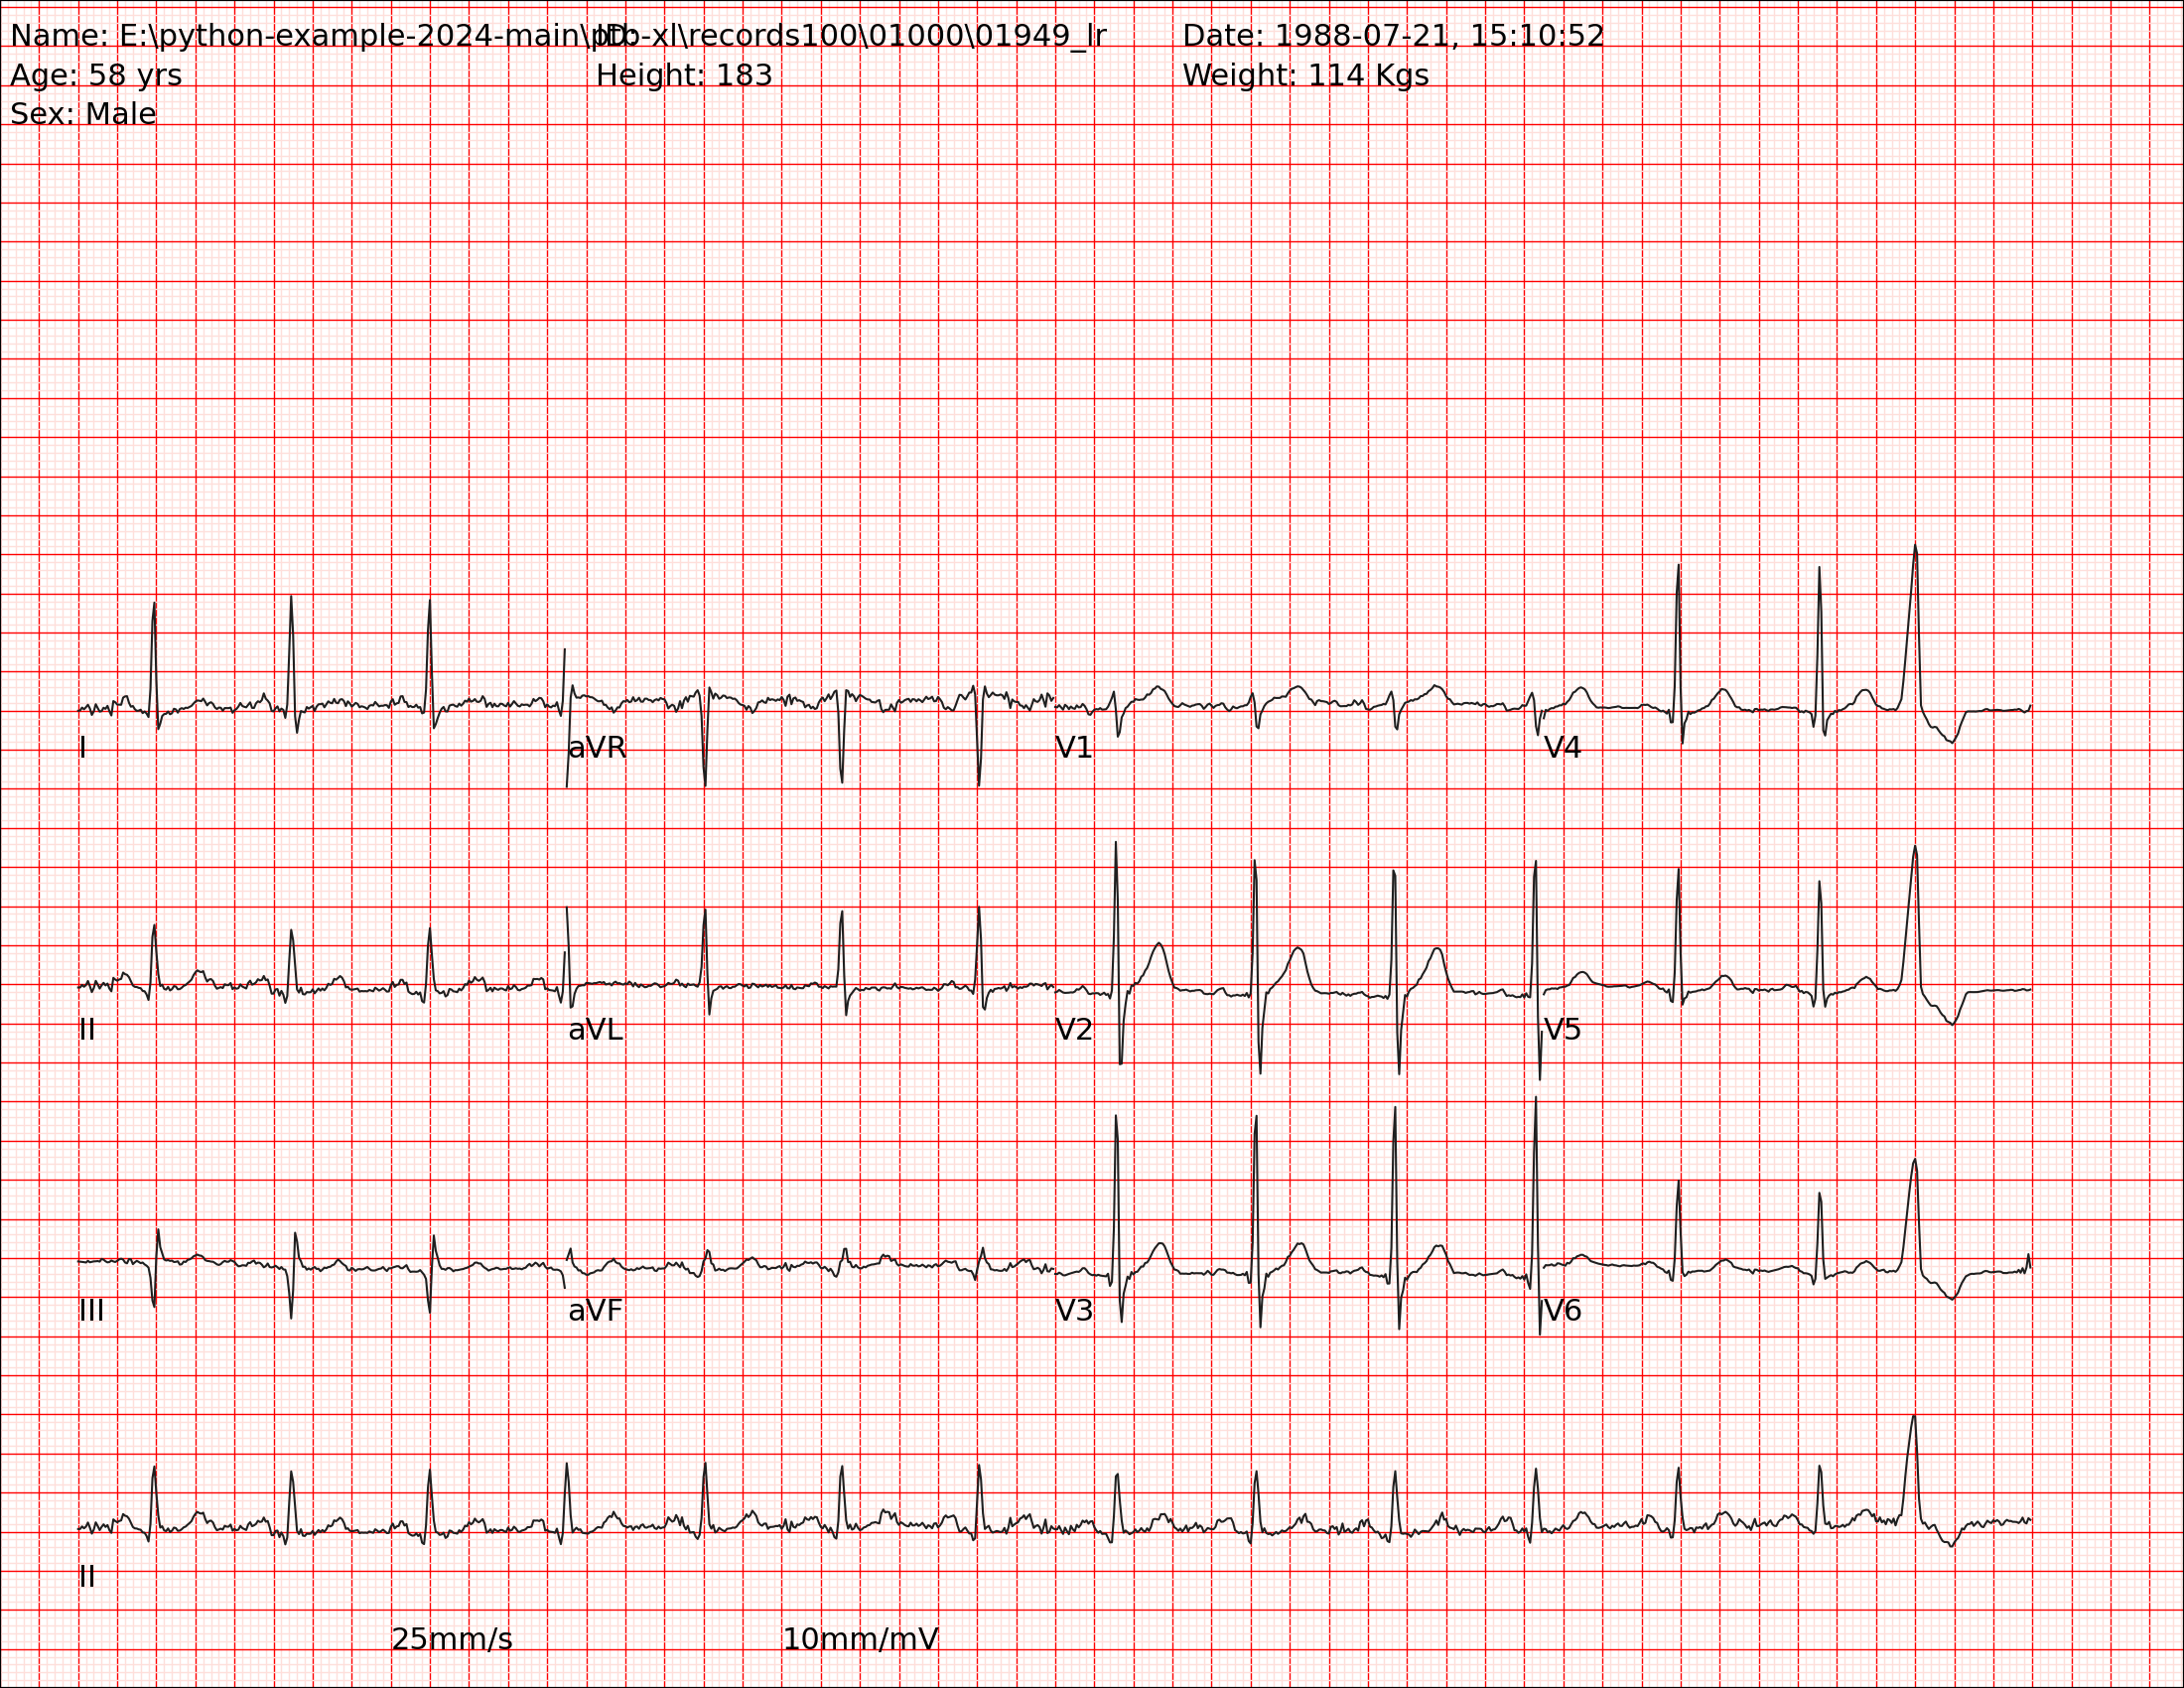 Name: E:\python-example-2024-main\ptb-xl\records100\01000\01949_lr ID: Date: 1988-07-21, 15:10:52
Age: 58 yrs Height: 183 Weight: 114 Kgs
Sex: Male
I aVR V1 V4
II aVL V2 V5
III aVF V3 V6
II
25mm/s 10mm/mV